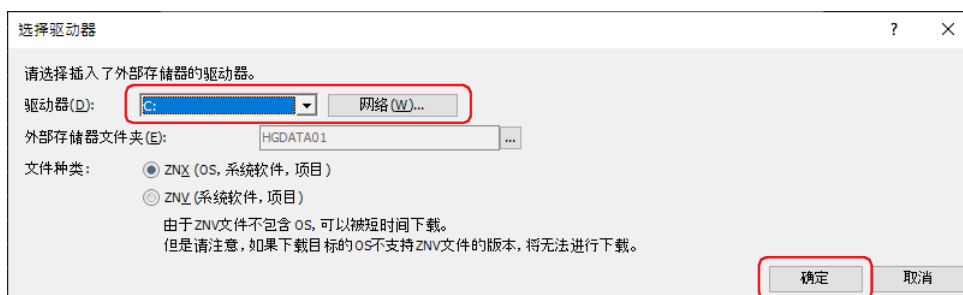 选择驱动器 ?
请选择插入了外部存储器的驱动器。
驱动器(D): C: 网络(W)...
外部存储器文件夹(E): HGDATA01 ...
文件种类: ZNX (OS, 系统软件, 项目)
ZNV (系统软件, 项目)
由于ZNV文件不包含OS, 可以被短时间下载。
但是请注意, 如果下载目标的OS不支持ZNV文件的版本, 将无法进行下载。
确定 取消